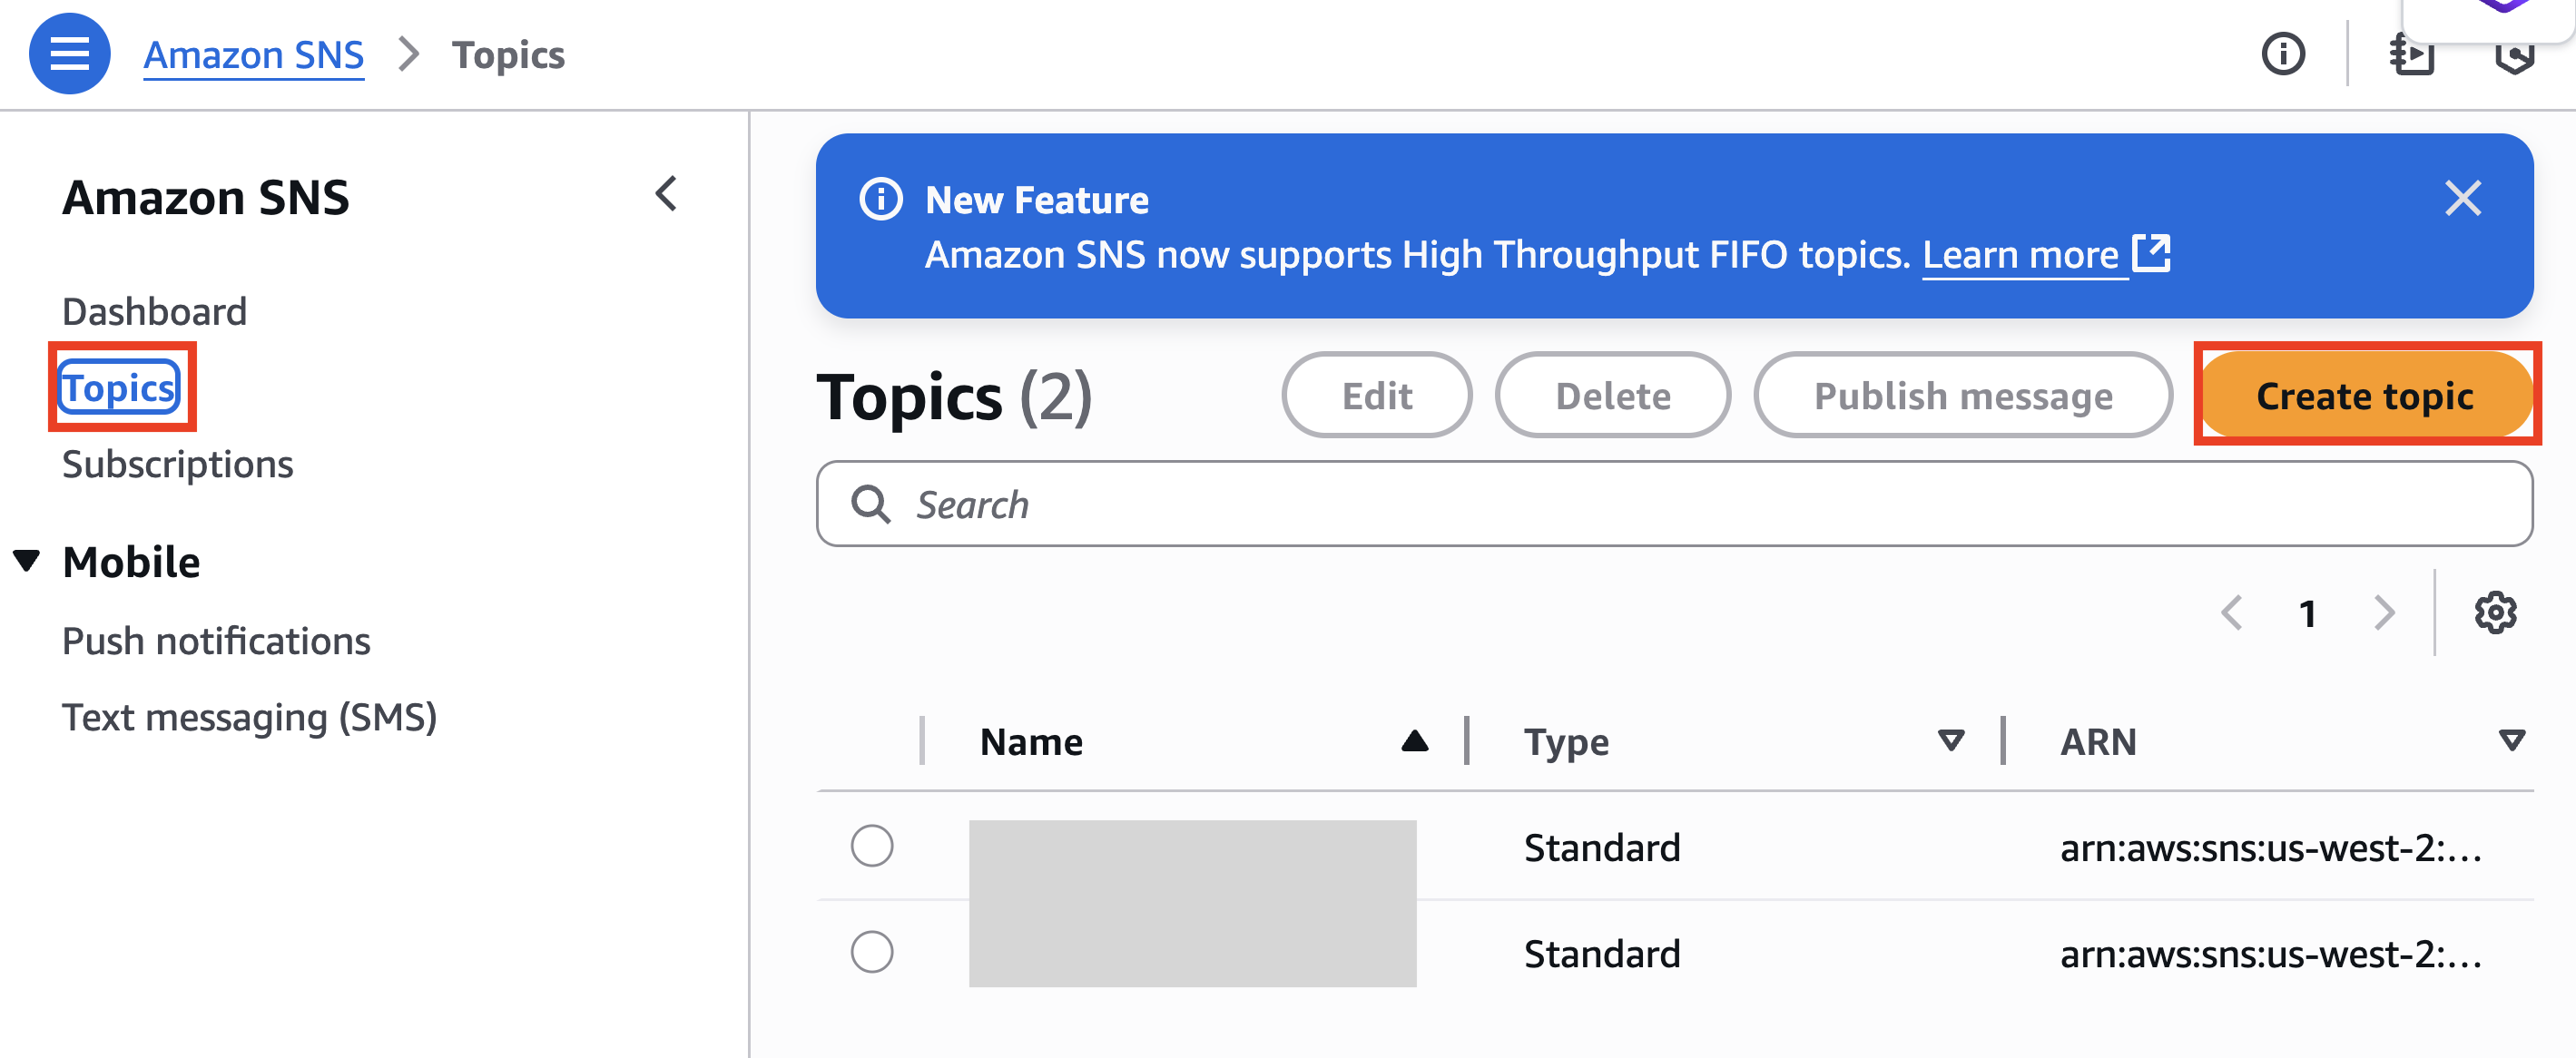 Amazon SNS > Topics
Amazon SNS
Dashboard
Topics
Subscriptions
Mobile
Push notifications
Text messaging (SMS)
New Feature
Amazon SNS now supports High Throughput FIFO topics. Learn more
Topics (2)
Edit
Delete
Publish message
Create topic
Search
1
Name
Type
ARN
Standard
arn:aws:sns:us-west-2:...
Standard
arn:aws:sns:us-west-2:...